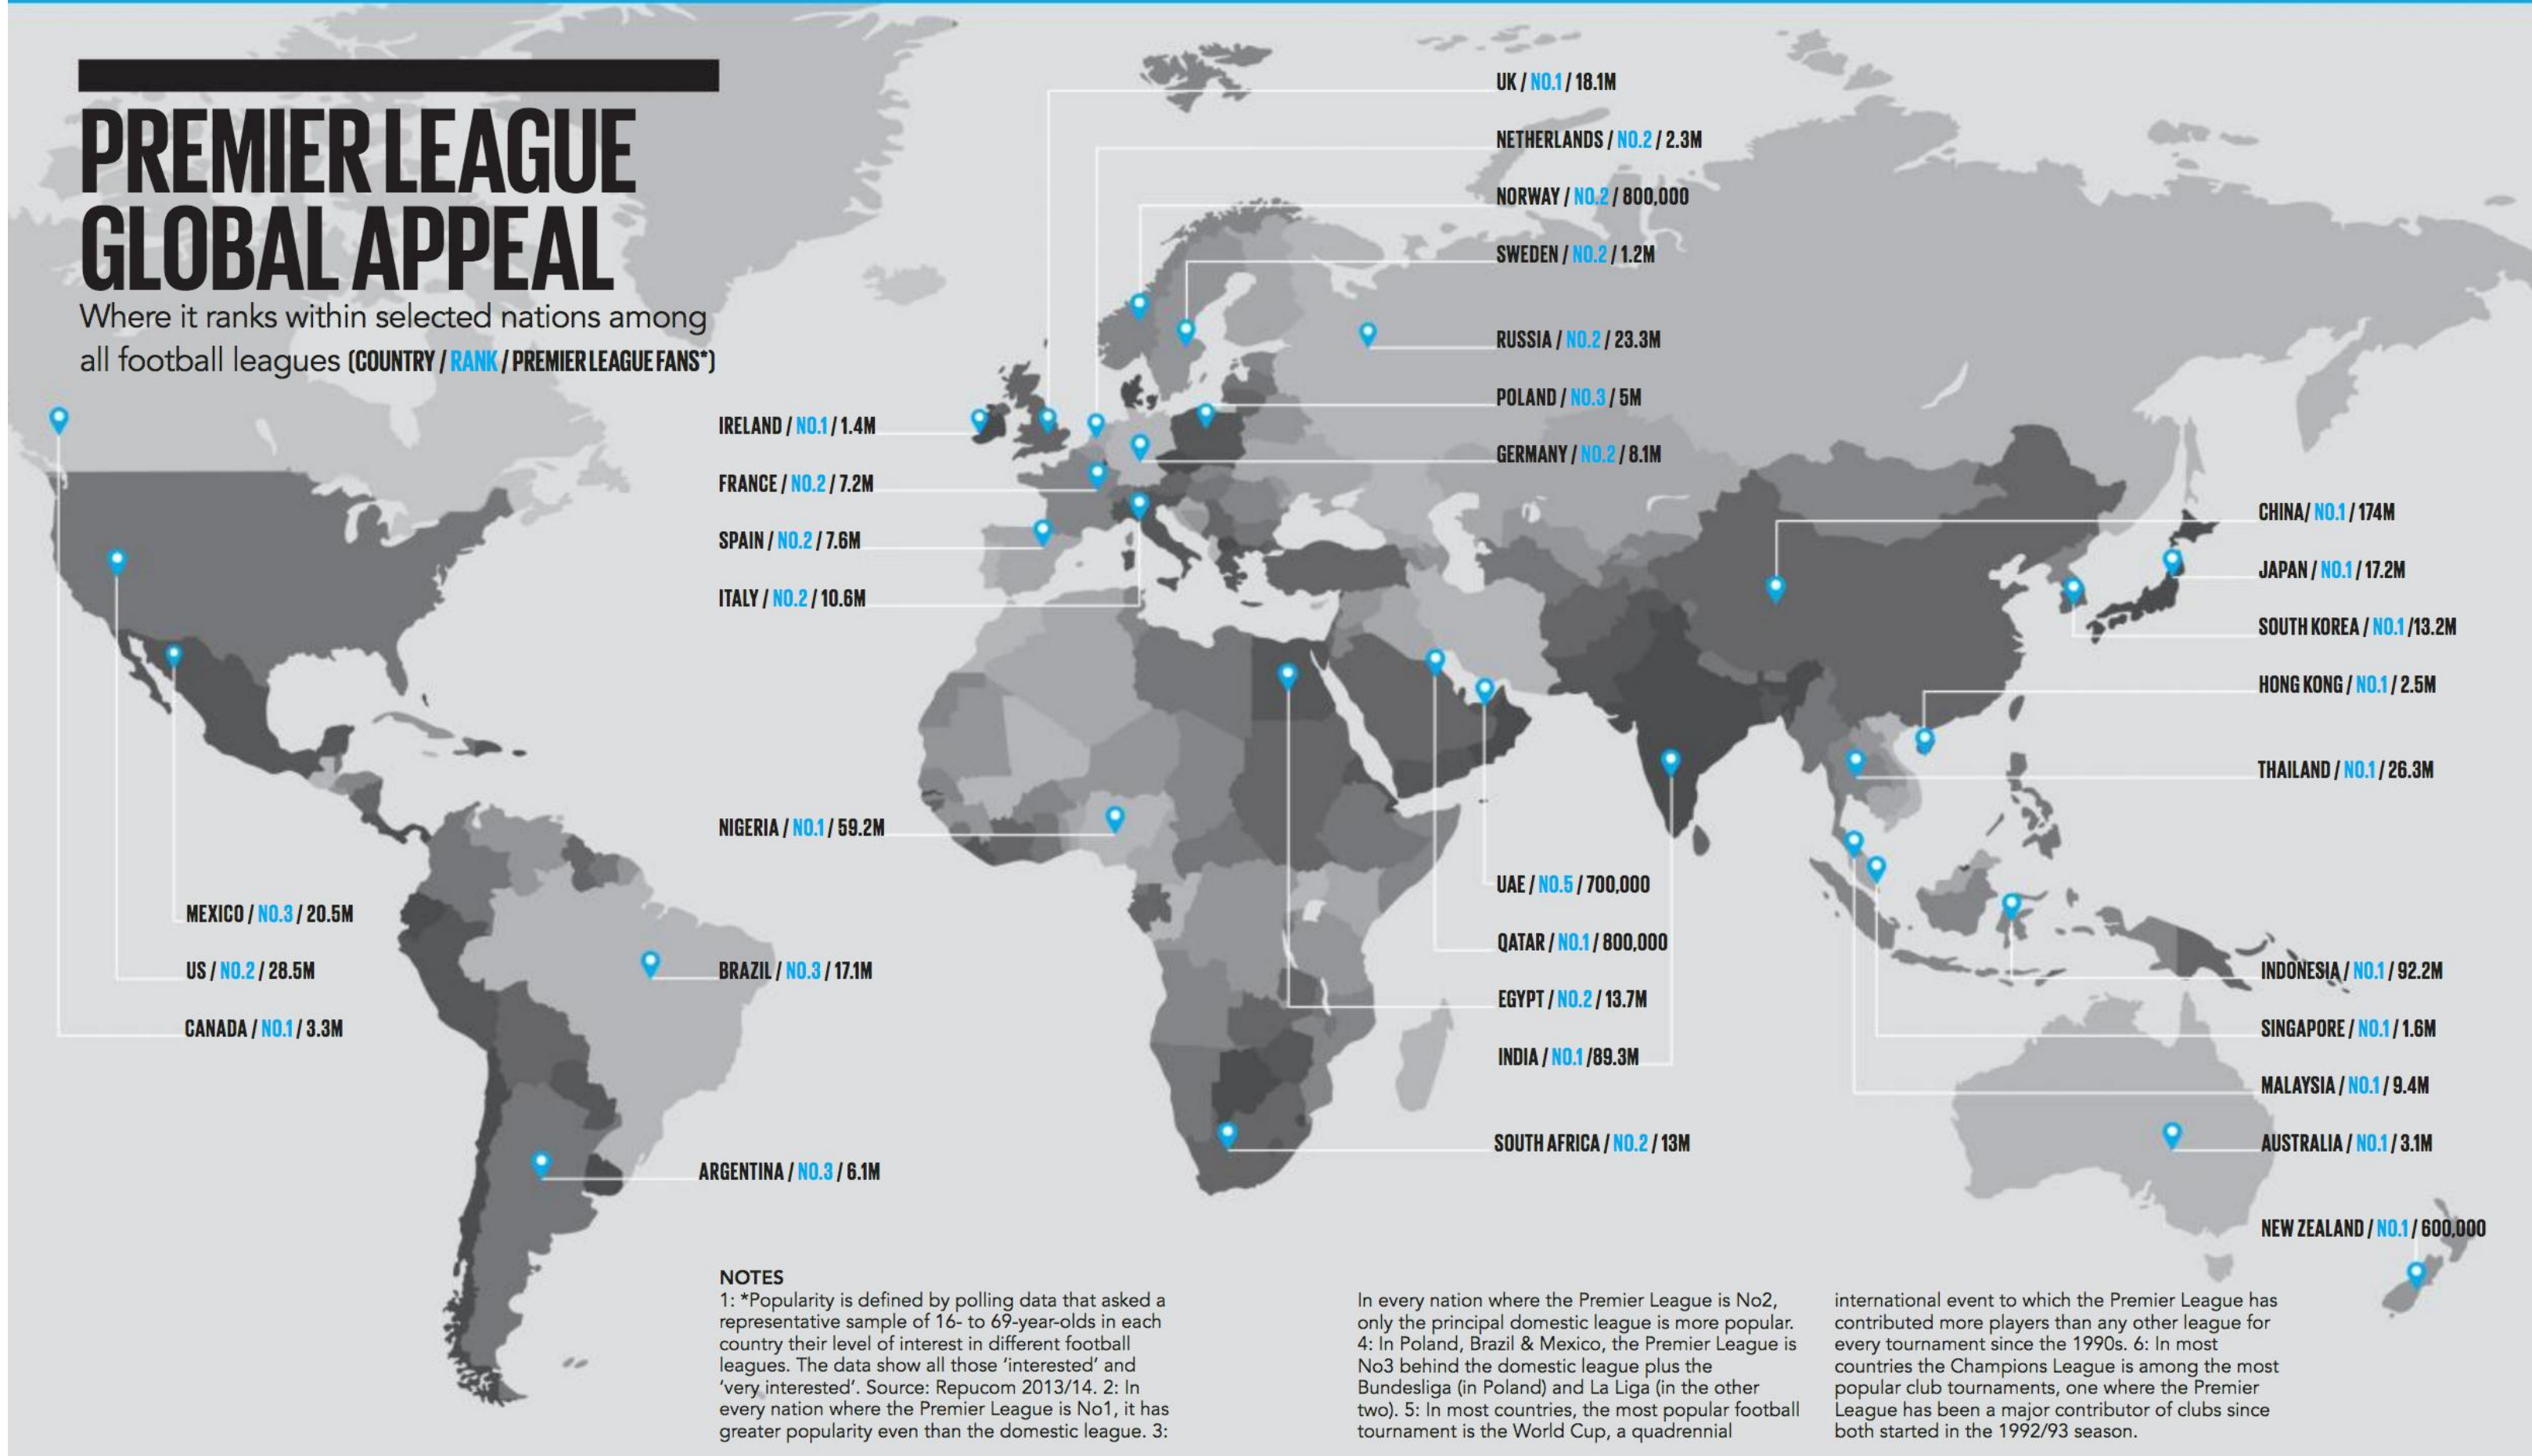 PREMIER LEAGUE
GLOBAL APPEAL
Where it ranks within selected nations among
all football leagues (COUNTRY / RANK / PREMIER LEAGUE FANS*)
UK / NO.1 / 18.1M
NETHERLANDS / NO.2 / 2.3M
NORWAY / NO.2 / 800,000
SWEDEN / NO.2 / 1.2M
RUSSIA / NO.2 / 23.3M
POLAND / NO.3 / 5M
GERMANY / NO.2 / 8.1M
IRELAND / NO.1 / 1.4M
FRANCE / NO.2 / 7.2M
SPAIN / NO.2 / 7.6M
ITALY / NO.2 / 10.6M
CHINA/ NO.1 / 174M
JAPAN / NO.1 / 17.2M
SOUTH KOREA / NO.1 /13.2M
HONG KONG / NO.1 / 2.5M
THAILAND / NO.1 / 26.3M
NIGERIA / NO.1 / 59.2M
MEXICO / NO.3 / 20.5M
US / NO.2 / 28.5M
CANADA / NO.1 / 3.3M
BRAZIL / NO.3 / 17.1M
ARGENTINA / NO.3 / 6.1M
UAE / NO.5 / 700,000
QATAR / NO.1 / 800,000
EGYPT / NO.2 / 13.7M
INDIA / NO.1 /89.3M
SOUTH AFRICA / NO.2 / 13M
INDONESIA / NO.1 / 92.2M
SINGAPORE / NO.1 / 1.6M
MALAYSIA / NO.1 / 9.4M
AUSTRALIA / NO.1 / 3.1M
NEW ZEALAND / NO.1 / 600,000
NOTES
1: *Popularity is defined by polling data that asked a
representative sample of 16- to 69-year-olds in each
country their level of interest in different football
leagues. The data show all those ‘interested’ and
‘very interested’. Source: Repucom 2013/14. 2: In
every nation where the Premier League is No1, it has
greater popularity even than the domestic league. 3:
In every nation where the Premier League is No2,
only the principal domestic league is more popular.
4: In Poland, Brazil & Mexico, the Premier League is
No3 behind the domestic league plus the
Bundesliga (in Poland) and La Liga (in the other
two). 5: In most countries, the most popular football
tournament is the World Cup, a quadrennial
international event to which the Premier League has
contributed more players than any other league for
every tournament since the 1990s. 6: In most
countries the Champions League is among the most
popular club tournaments, one where the Premier
League has been a major contributor of clubs since
both started in the 1992/93 season.